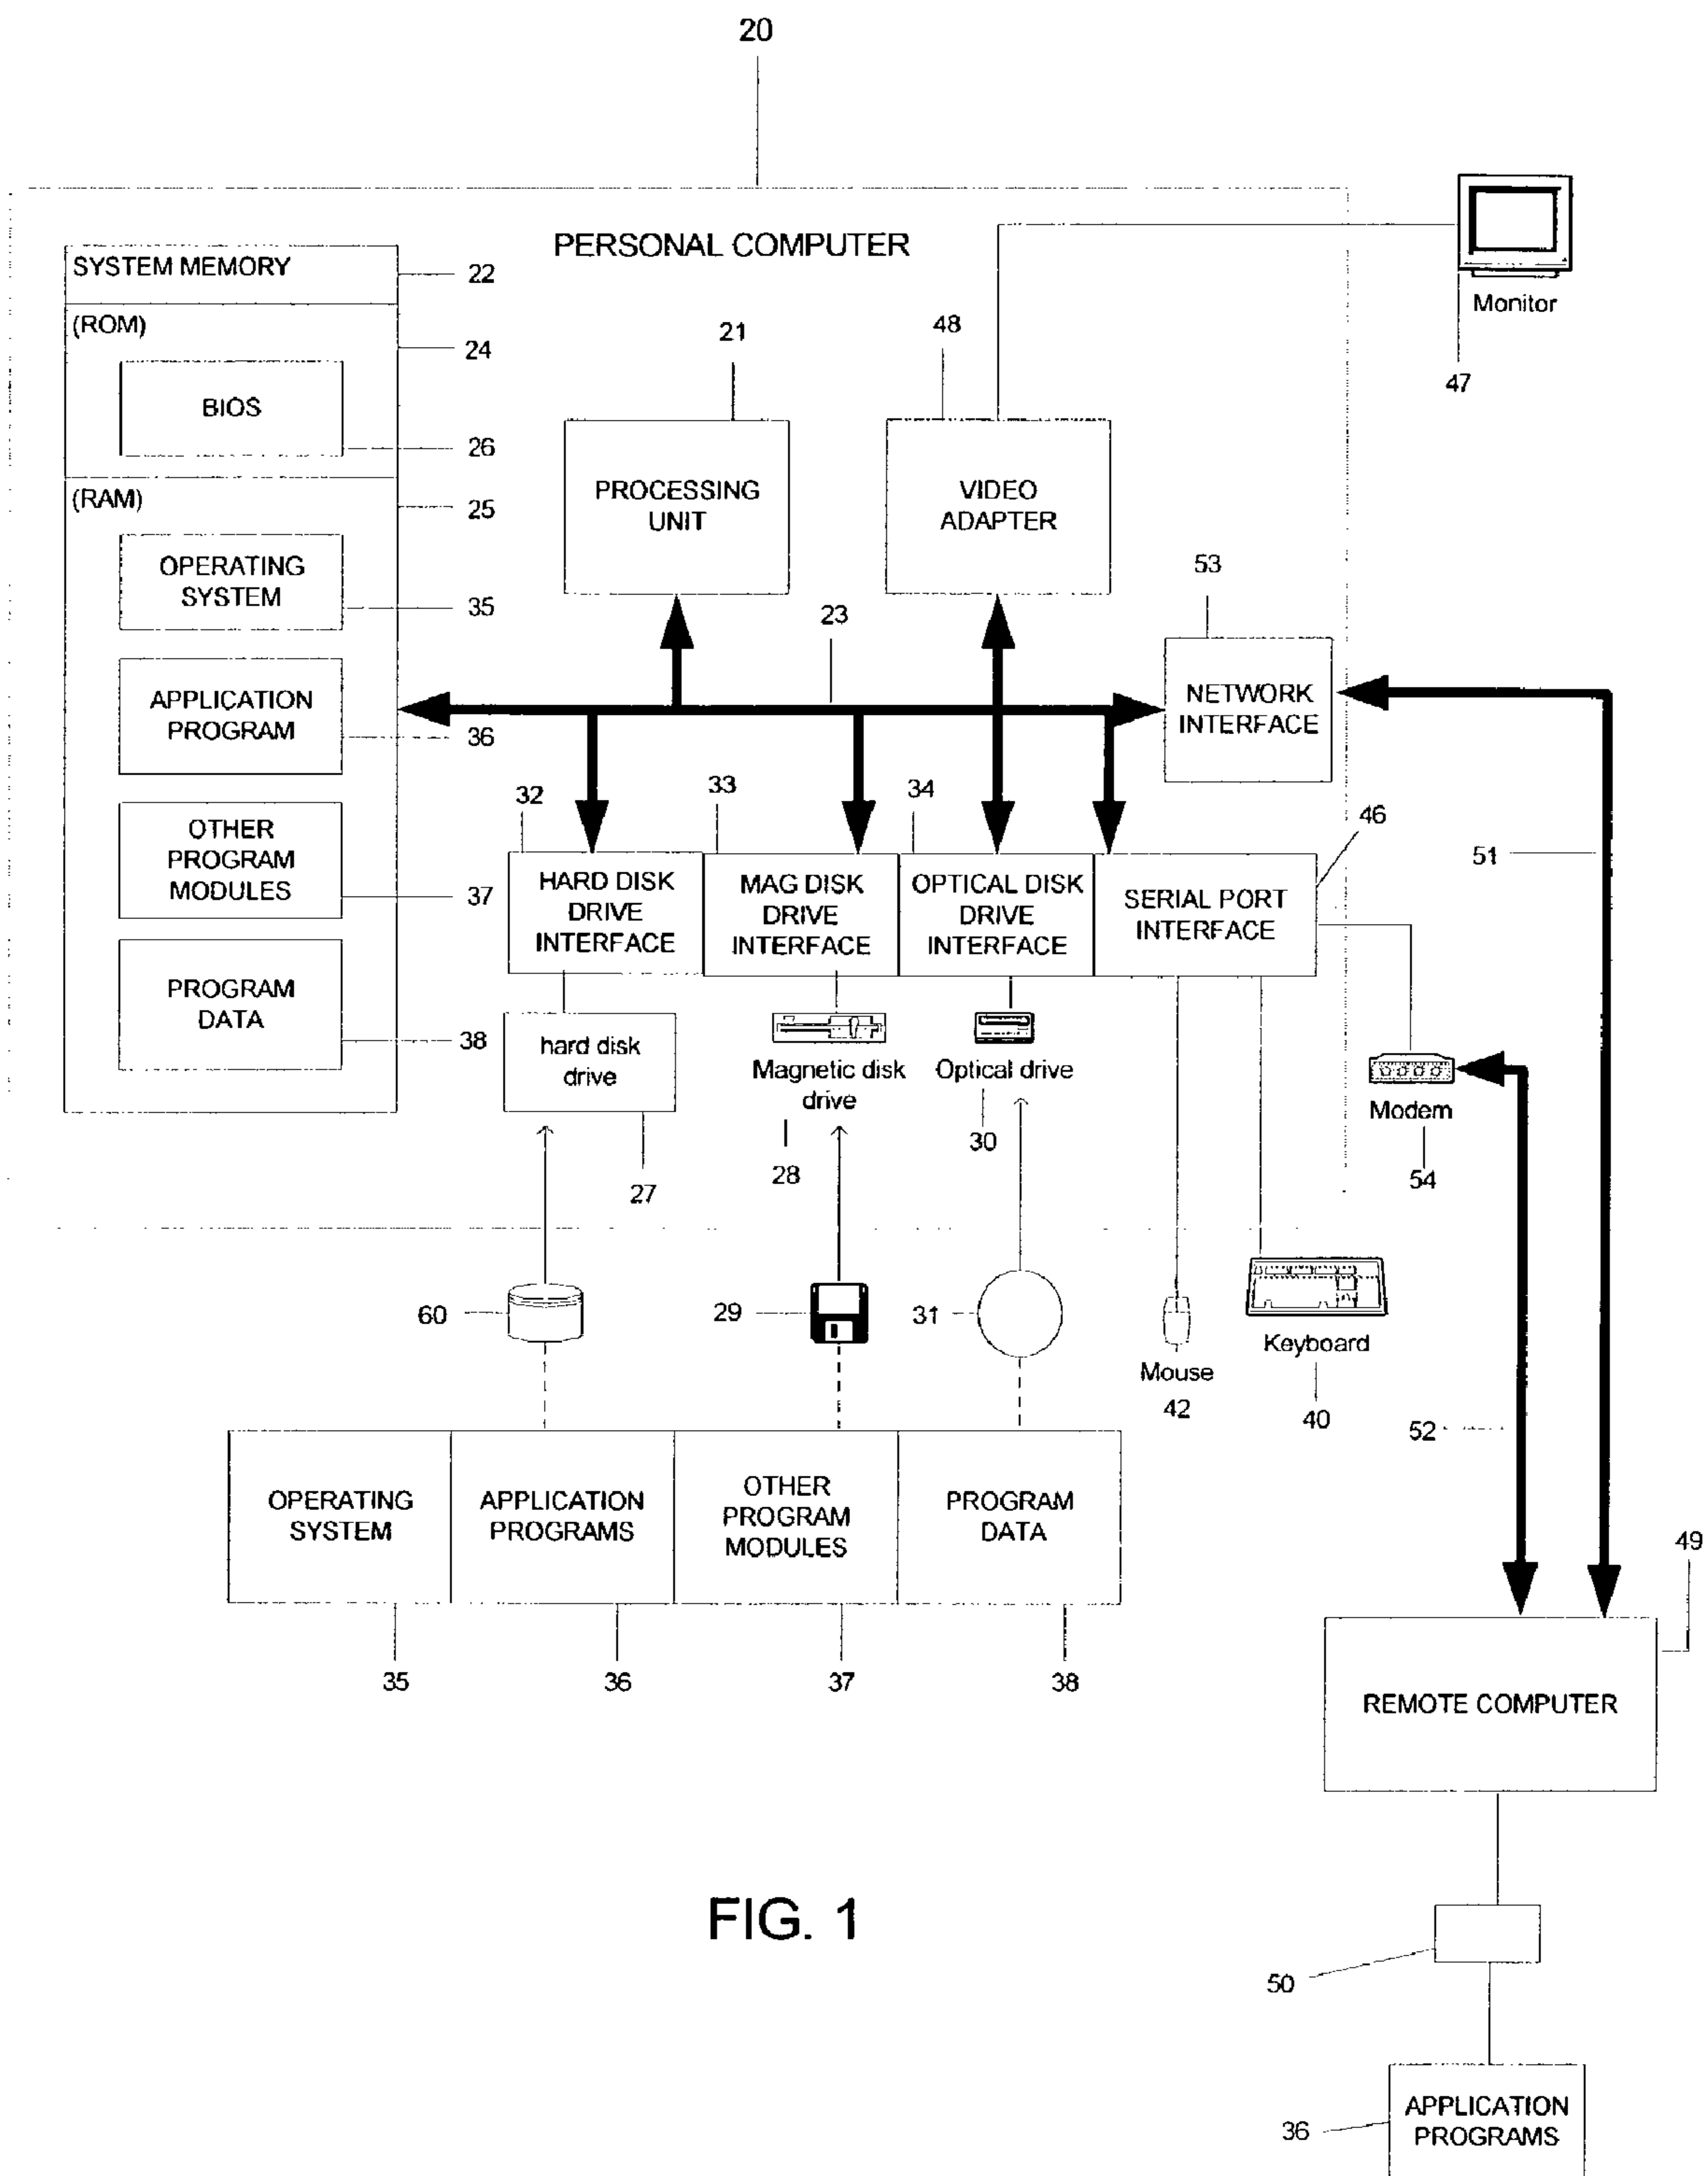 20
PERSONAL COMPUTER
SYSTEM MEMORY
22
(ROM)
24
BIOS
26
(RAM)
25
OPERATING
SYSTEM
35
APPLICATION
PROGRAM
36
OTHER
PROGRAM
MODULES
37
PROGRAM
DATA
38
21
PROCESSING
UNIT
48
VIDEO
ADAPTER
Monitor
47
23
53
NETWORK
INTERFACE
32
HARD DISK
DRIVE
INTERFACE
33
MAG DISK
DRIVE
INTERFACE
34
OPTICAL DISK
DRIVE
INTERFACE
46
SERIAL PORT
INTERFACE
51
hard disk
drive
27
Magnetic disk
drive
28
Optical drive
30
Modem
54
60
29
31
Mouse
42
Keyboard
40
52
OPERATING
SYSTEM
APPLICATION
PROGRAMS
OTHER
PROGRAM
MODULES
PROGRAM
DATA
35
36
37
38
49
REMOTE COMPUTER
FIG. 1
50
36
APPLICATION
PROGRAMS